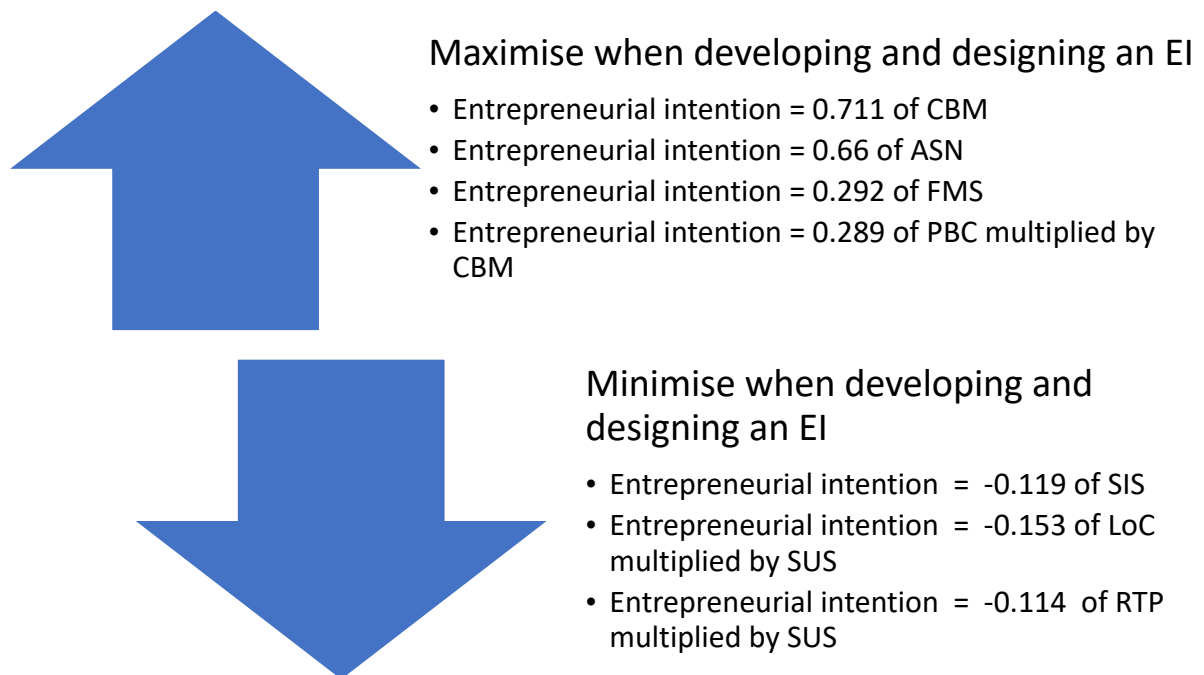 Maximise when developing and designing an EI
• Entrepreneurial intention = 0.711 of CBM
• Entrepreneurial intention = 0.66 of ASN
• Entrepreneurial intention = 0.292 of FMS
• Entrepreneurial intention = 0.289 of PBC multiplied by
CBM
Minimise when developing and
designing an EI
• Entrepreneurial intention = -0.119 of SIS
• Entrepreneurial intention = -0.153 of LoC
multiplied by SUS
• Entrepreneurial intention = -0.114 of RTP
multiplied by SUS